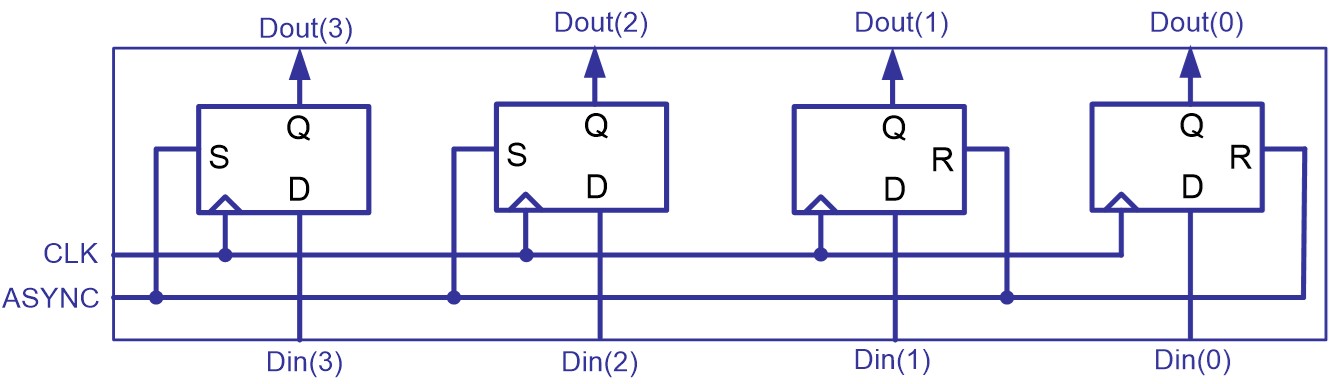 Dout(3) Dout(2) Dout(1) Dout(0)
Q Q Q Q
S S R R
D D D D
CLK
ASYNC
Din(3) Din(2) Din(1) Din(0)